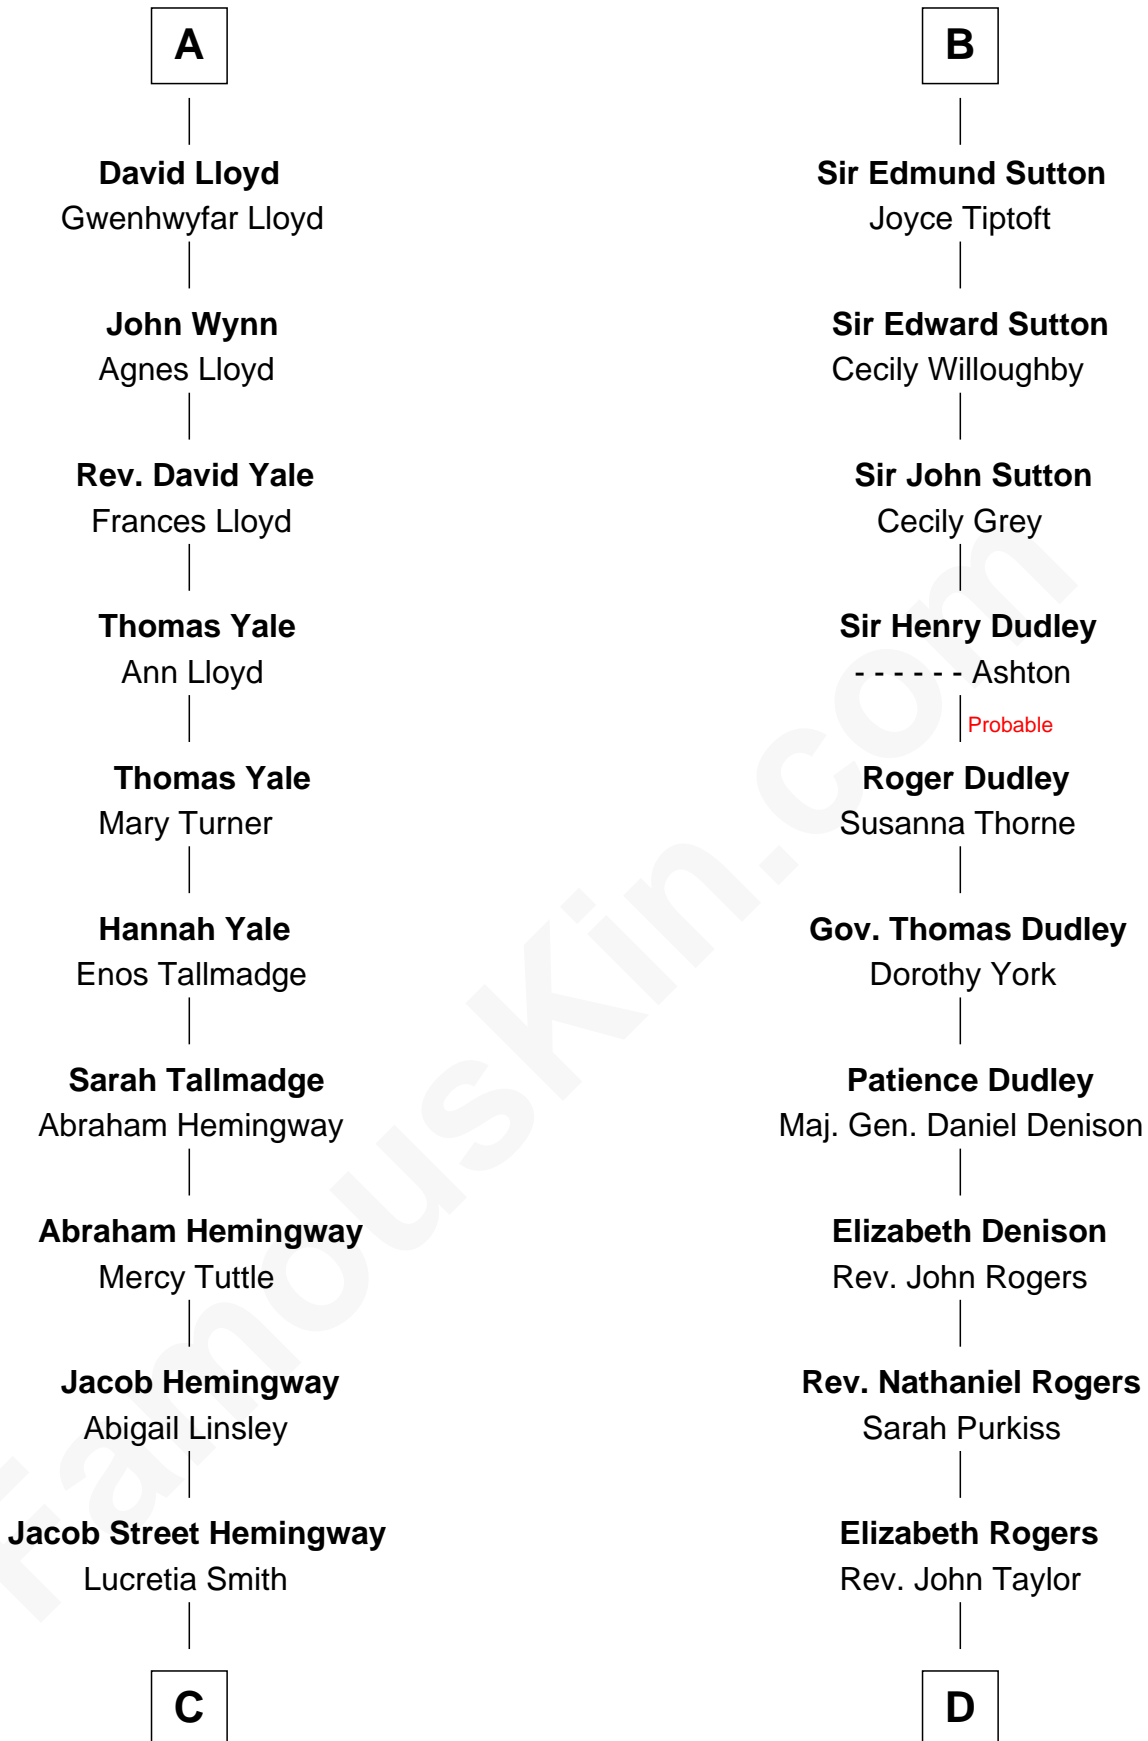 A
David Lloyd
Gwenhwyfar Lloyd
John Wynn
Agnes Lloyd
Rev. David Yale
Frances Lloyd
Thomas Yale
Ann Lloyd
Thomas Yale
Mary Turner
Hannah Yale
Enos Tallmadge
Sarah Tallmadge
Abraham Hemingway
Abraham Hemingway
Mercy Tuttle
Jacob Hemingway
Abigail Linsley
Jacob Street Hemingway
Lucretia Smith
C
B
Sir Edmund Sutton
Joyce Tiptoft
Sir Edward Sutton
Cecily Willoughby
Sir John Sutton
Cecily Grey
Sir Henry Dudley
- - - - - - Ashton
Probable
Roger Dudley
Susanna Thorne
Gov. Thomas Dudley
Dorothy York
Patience Dudley
Maj. Gen. Daniel Denison
Elizabeth Denison
Rev. John Rogers
Rev. Nathaniel Rogers
Sarah Purkiss
Elizabeth Rogers
Rev. John Taylor
D
FamousKin.com